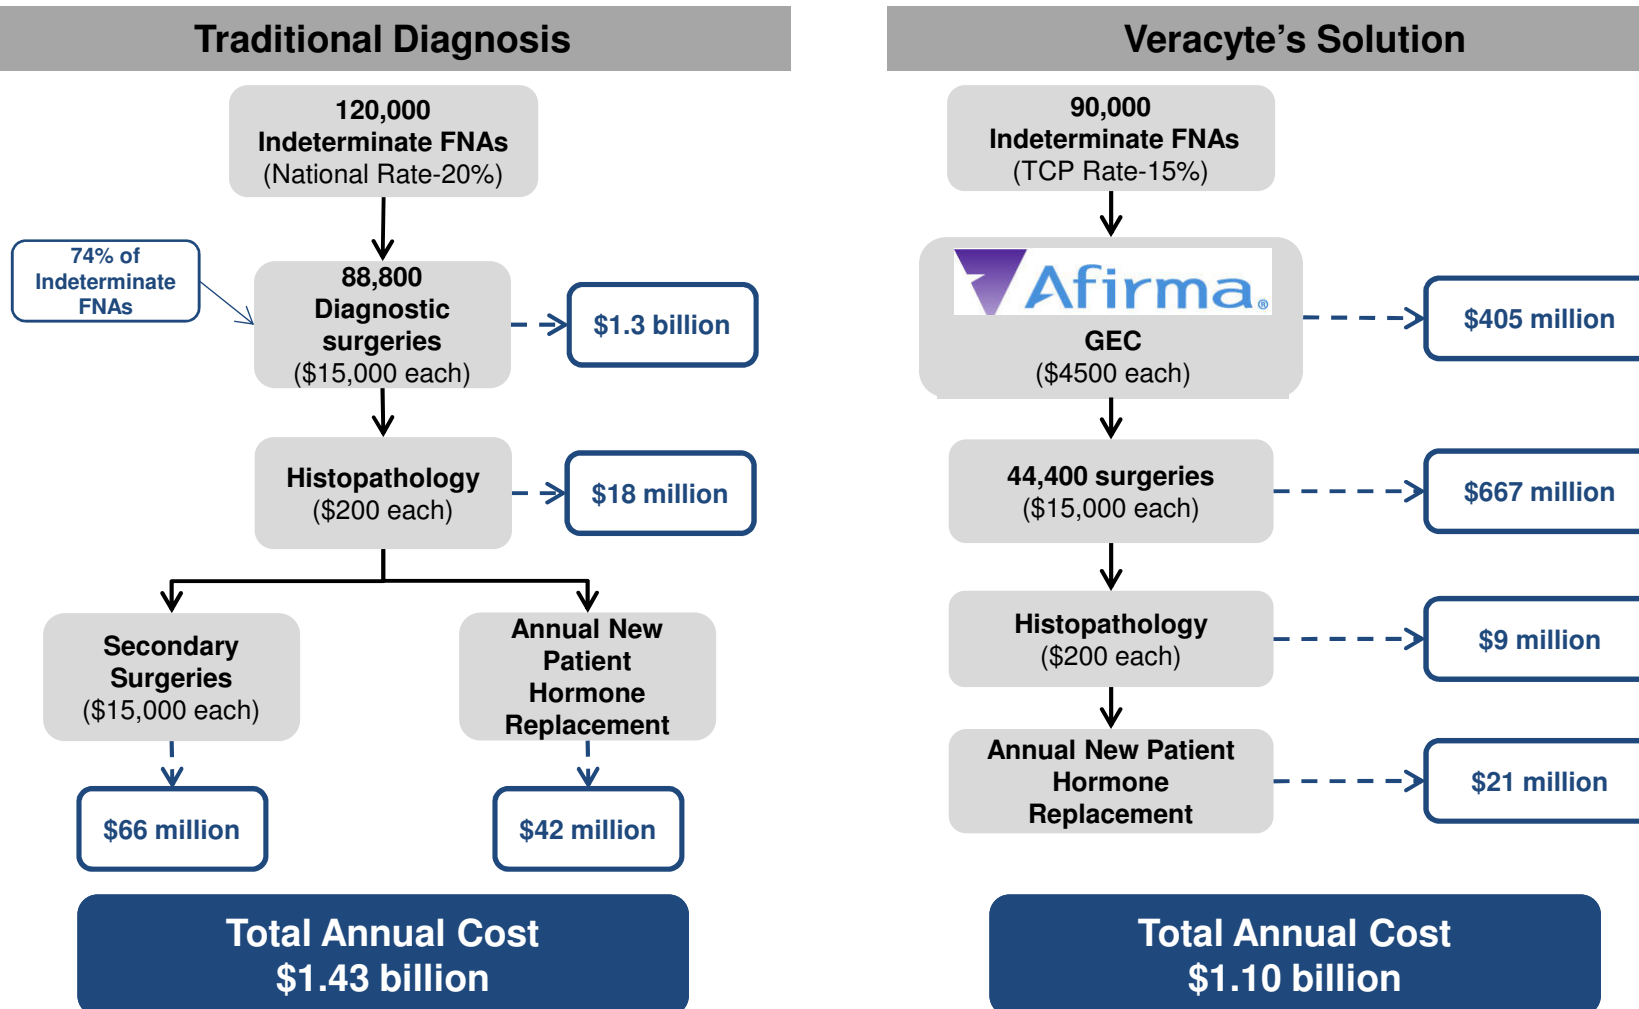 Traditional Diagnosis
120,000
Indeterminate FNAs
(National Rate-20%)
74% of
Indeterminate
FNAs
88,800
Diagnostic
surgeries
($15,000 each)
$1.3 billion
Histopathology
($200 each)
$18 million
Secondary
Surgeries
($15,000 each)
Annual New
Patient
Hormone
Replacement
$66 million
$42 million
Total Annual Cost
$1.43 billion
Veracyte’s Solution
90,000
Indeterminate FNAs
(TCP Rate-15%)
Afirma®
GEC
($4500 each)
$405 million
44,400 surgeries
($15,000 each)
$667 million
Histopathology
($200 each)
$9 million
Annual New Patient
Hormone
Replacement
$21 million
Total Annual Cost
$1.10 billion